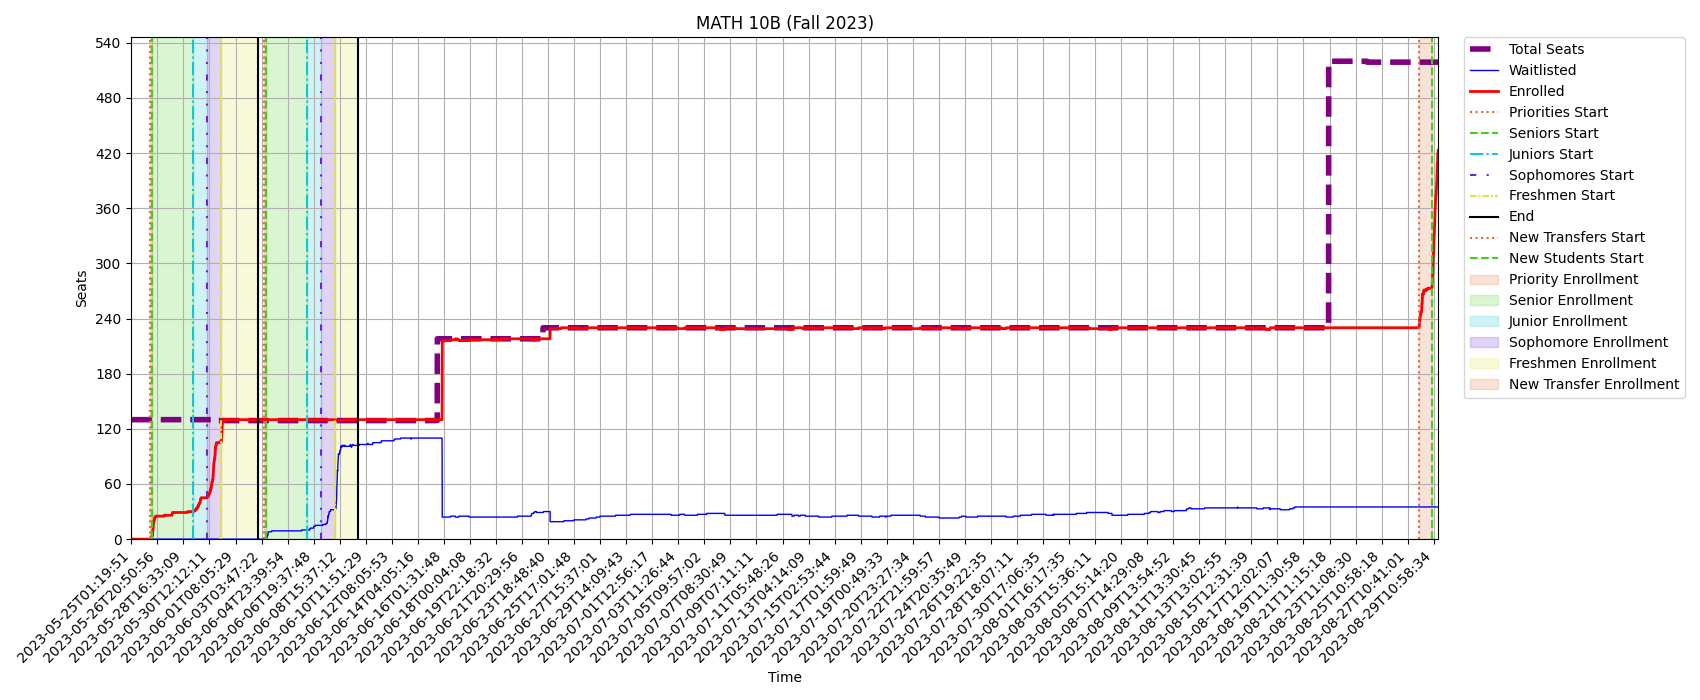 MATH 10B (Fall 2023)
540
480
420
360
300
240
180
120
60
0
Seats
2023-05-25T01:19:51
2023-05-26T20:50:56
2023-05-28T16:33:09
2023-05-30T12:12:11
2023-06-01T08:05:29
2023-06-03T03:47:22
2023-06-04T23:39:54
2023-06-06T19:37:48
2023-06-08T15:37:12
2023-06-10T11:51:29
2023-06-12T08:05:53
2023-06-14T04:05:16
2023-06-16T01:31:48
2023-06-18T00:04:08
2023-06-19T22:18:32
2023-06-21T20:29:56
2023-06-23T18:48:40
2023-06-25T17:01:48
2023-06-27T15:37:01
2023-06-29T14:09:43
2023-07-01T12:56:17
2023-07-03T11:26:44
2023-07-05T09:57:02
2023-07-07T08:30:49
2023-07-09T07:11:11
2023-07-11T05:48:26
2023-07-13T04:14:09
2023-07-15T02:53:44
2023-07-17T01:59:49
2023-07-19T00:49:33
2023-07-20T23:27:34
2023-07-22T21:59:57
2023-07-24T20:35:49
2023-07-26T19:22:35
2023-07-28T18:07:11
2023-07-30T17:06:35
2023-08-01T16:17:35
2023-08-03T15:36:11
2023-08-05T15:14:20
2023-08-07T14:29:08
2023-08-09T13:54:52
2023-08-11T13:30:45
2023-08-13T13:02:55
2023-08-15T12:31:39
2023-08-17T12:02:07
2023-08-19T11:30:58
2023-08-21T11:15:18
2023-08-23T11:08:30
2023-08-25T10:58:18
2023-08-27T10:41:01
2023-08-29T10:58:34
Time
Total Seats
Waitlisted
Enrolled
Priorities Start
Seniors Start
Juniors Start
Sophomores Start
Freshmen Start
End
New Transfers Start
New Students Start
Priority Enrollment
Senior Enrollment
Junior Enrollment
Sophomore Enrollment
Freshmen Enrollment
New Transfer Enrollment